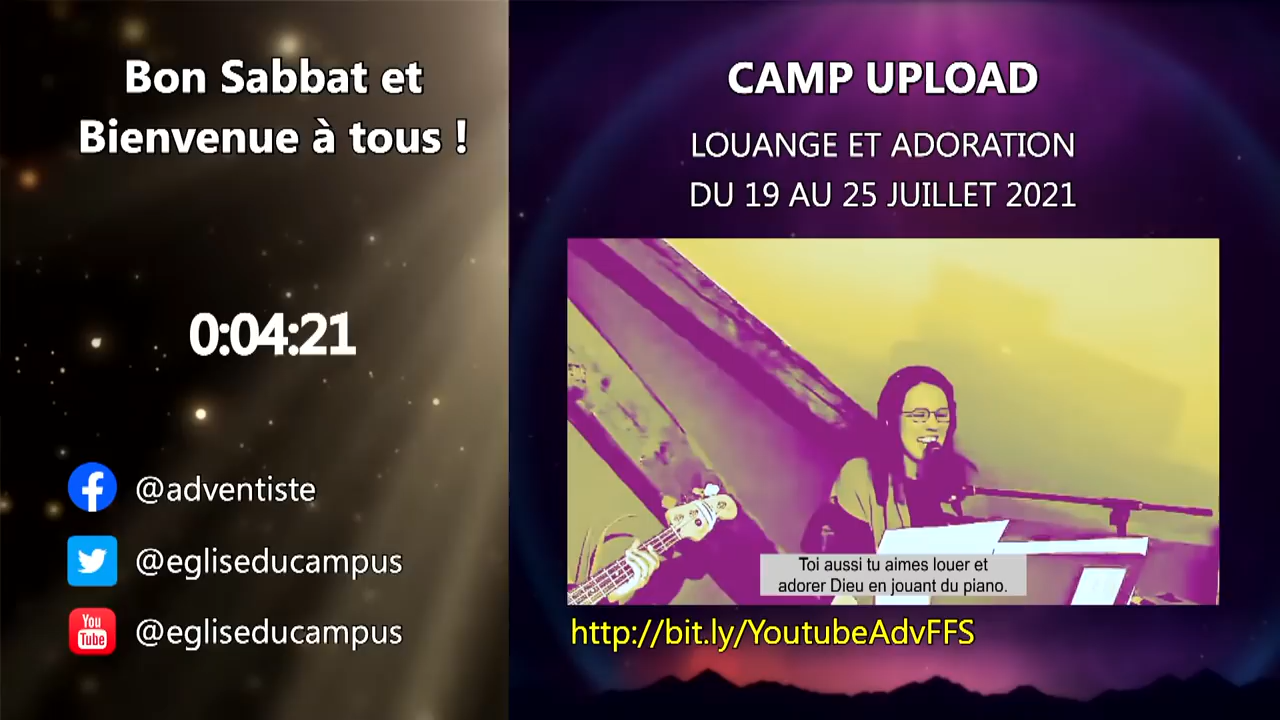 Bon Sabbat et
Bienvenue à tous !
0:04:21
@adventiste
@egliseducampus
You
Tube
@egliseducampus
CAMP UPLOAD
LOUANGE ET ADORATION
DU 19 AU 25 JUILLET 2021
Toi aussi tu aimes louer et
adorer Dieu en jouant du piano.
http://bit.ly/YoutubeAdvFFS